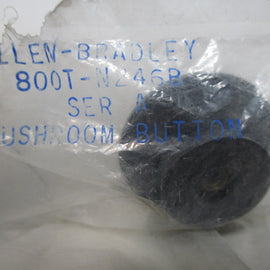 LLEN-BRADLEY
800T-N246B
SER A
USHROOM BUTTON